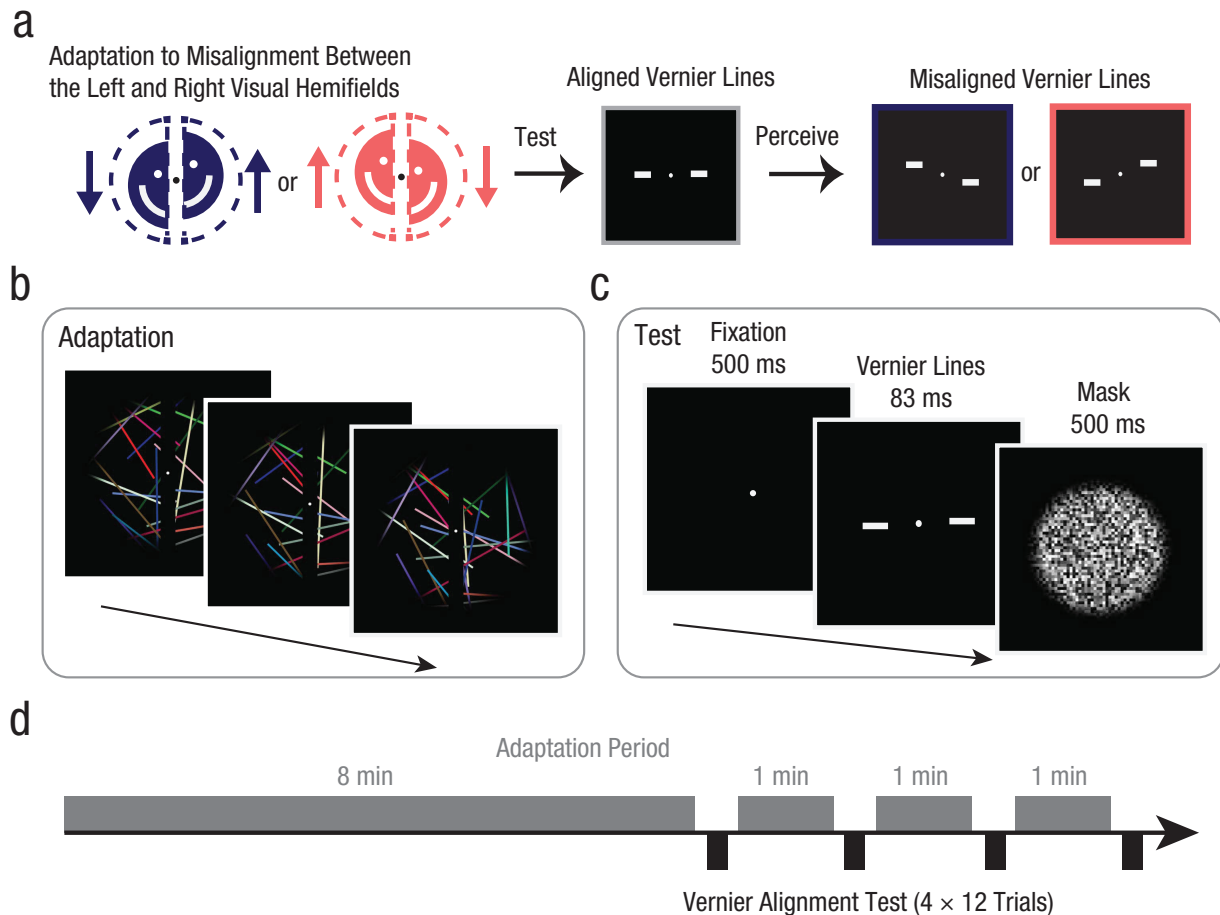 a
Adaptation to Misalignment Between
the Left and Right Visual Hemifields
or
Test
Aligned Vernier Lines
Perceive
Misaligned Vernier Lines
or
b
Adaptation
c
Test
Fixation
500 ms
Vernier Lines
83 ms
Mask
500 ms
d
Adaptation Period
8 min
1 min
1 min
1 min
Vernier Alignment Test (4 × 12 Trials)